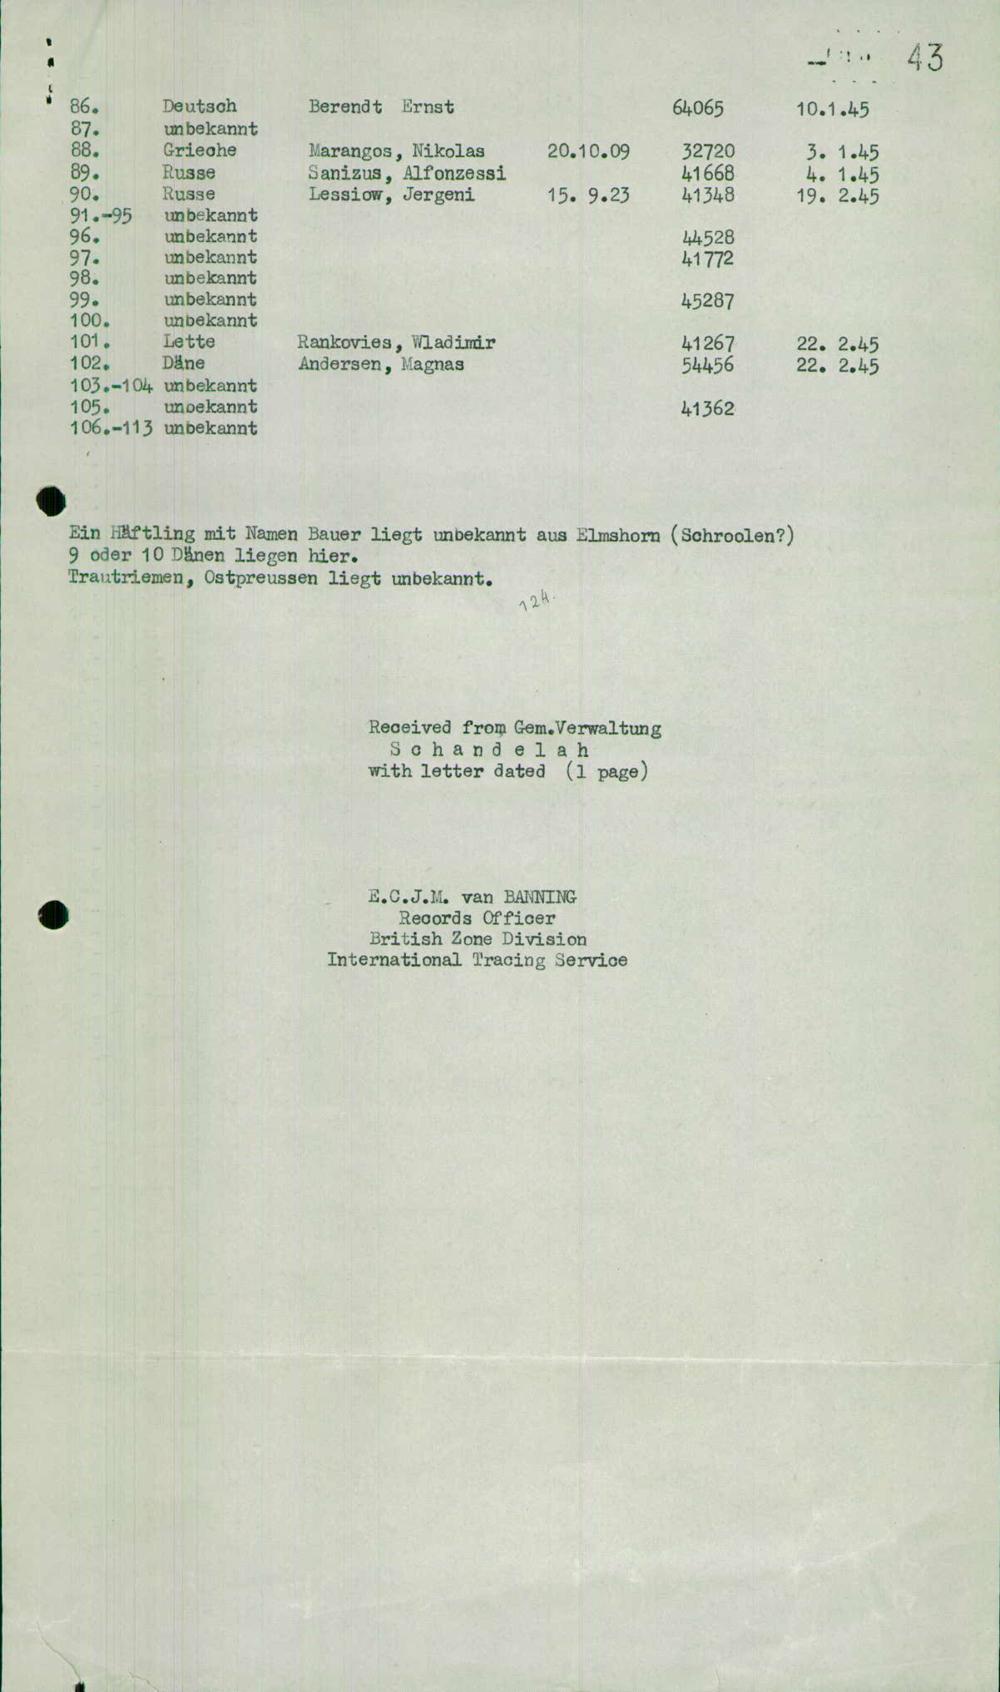 43
86. Deutsch Berendt Ernst 64065 10.1.45
87. unbekannt
88. Grieche Marangos, Nikolas 20.10.09 32720 3. 1.45
89. Russe Sanizus, Alfonzessi 41668 4. 1.45
90. Russe Lessiow, Jergeni 15. 9.23 41348 19. 2.45
91.-95 unbekannt
96. unbekannt 44528
97. unbekannt 41772
98. unbekannt
99. unbekannt 45287
100. unbekannt
101. Lette Rankovies, Wladimir 41267 22. 2.45
102. Däne Andersen, Magnas 54456 22. 2.45
103.-104 unbekannt
105. unbekannt 41362
106.-113 unbekannt
Ein Häftling mit Namen Bauer liegt unbekannt aus Elmshorn (Schroolen?)
9 oder 10 Dänen liegen hier.
Trautriemen, Ostpreussen liegt unbekannt.
124.
Received from Gem.Verwaltung
S c h a n d e l a h
with letter dated (1 page)
E.C.J.M. van BANNING
Records Officer
British Zone Division
International Tracing Service